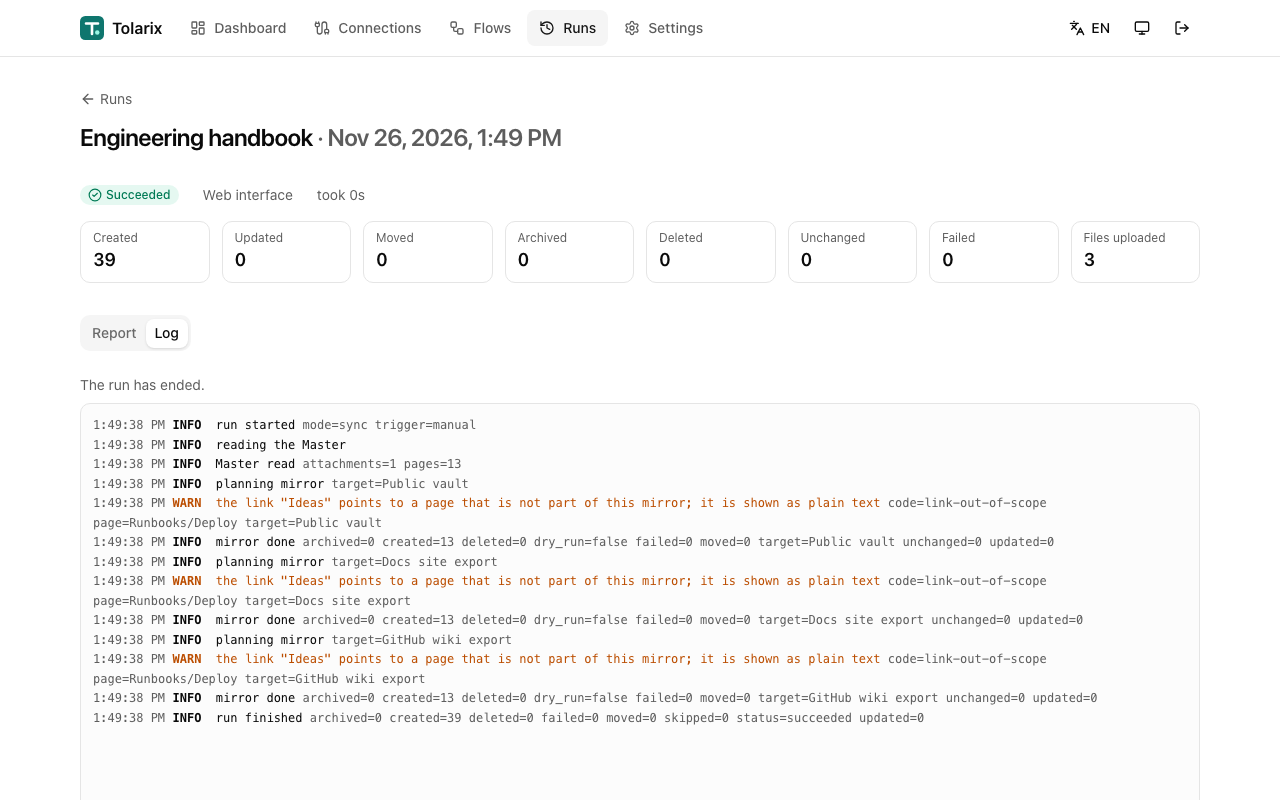 Tolarix Dashboard Connections Flows Runs Settings EN
Runs
Engineering handbook · Nov 26, 2026, 1:49 PM
Succeeded Web interface took 0s
Created Updated Moved Archived Deleted Unchanged Failed Files uploaded
39 0 0 0 0 0 0 3
Report Log
The run has ended.
1:49:38 PM INFO run started mode=sync trigger=manual
1:49:38 PM INFO reading the Master
1:49:38 PM INFO Master read attachments=1 pages=13
1:49:38 PM INFO planning mirror target=Public vault
1:49:38 PM WARN the link "Ideas" points to a page that is not part of this mirror; it is shown as plain text code=link-out-of-scope
page=Runbooks/Deploy target=Public vault
1:49:38 PM INFO mirror done archived=0 created=13 deleted=0 dry_run=false failed=0 moved=0 target=Public vault unchanged=0 updated=0
1:49:38 PM INFO planning mirror target=Docs site export
1:49:38 PM WARN the link "Ideas" points to a page that is not part of this mirror; it is shown as plain text code=link-out-of-scope
page=Runbooks/Deploy target=Docs site export
1:49:38 PM INFO mirror done archived=0 created=13 deleted=0 dry_run=false failed=0 moved=0 target=Docs site export unchanged=0 updated=0
1:49:38 PM INFO planning mirror target=GitHub wiki export
1:49:38 PM WARN the link "Ideas" points to a page that is not part of this mirror; it is shown as plain text code=link-out-of-scope
page=Runbooks/Deploy target=GitHub wiki export
1:49:38 PM INFO mirror done archived=0 created=13 deleted=0 dry_run=false failed=0 moved=0 target=GitHub wiki export unchanged=0 updated=0
1:49:38 PM INFO run finished archived=0 created=39 deleted=0 failed=0 moved=0 skipped=0 status=succeeded updated=0